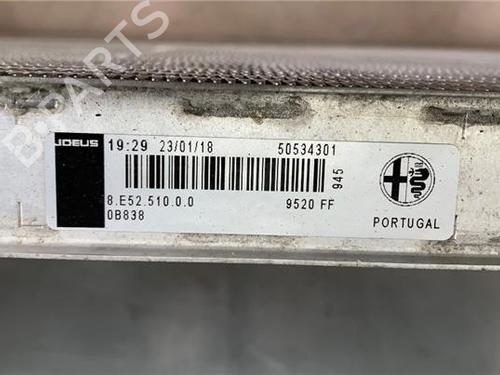 B-PARTS
JDEUS 19:29 23/01/18 50534301
945
8.E52.510.0.0 9520 FF
0B838
PORTUGAL